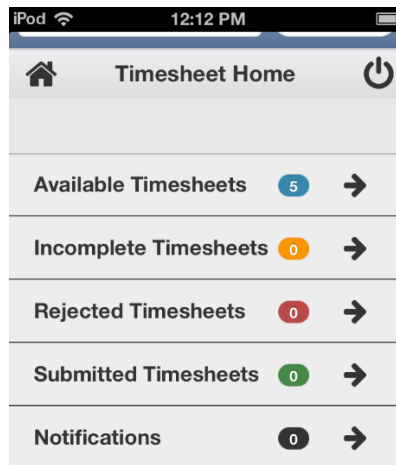 iPod 12:12 PM
Timesheet Home
Available Timesheets 5
Incomplete Timesheets 0
Rejected Timesheets 0
Submitted Timesheets 0
Notifications 0